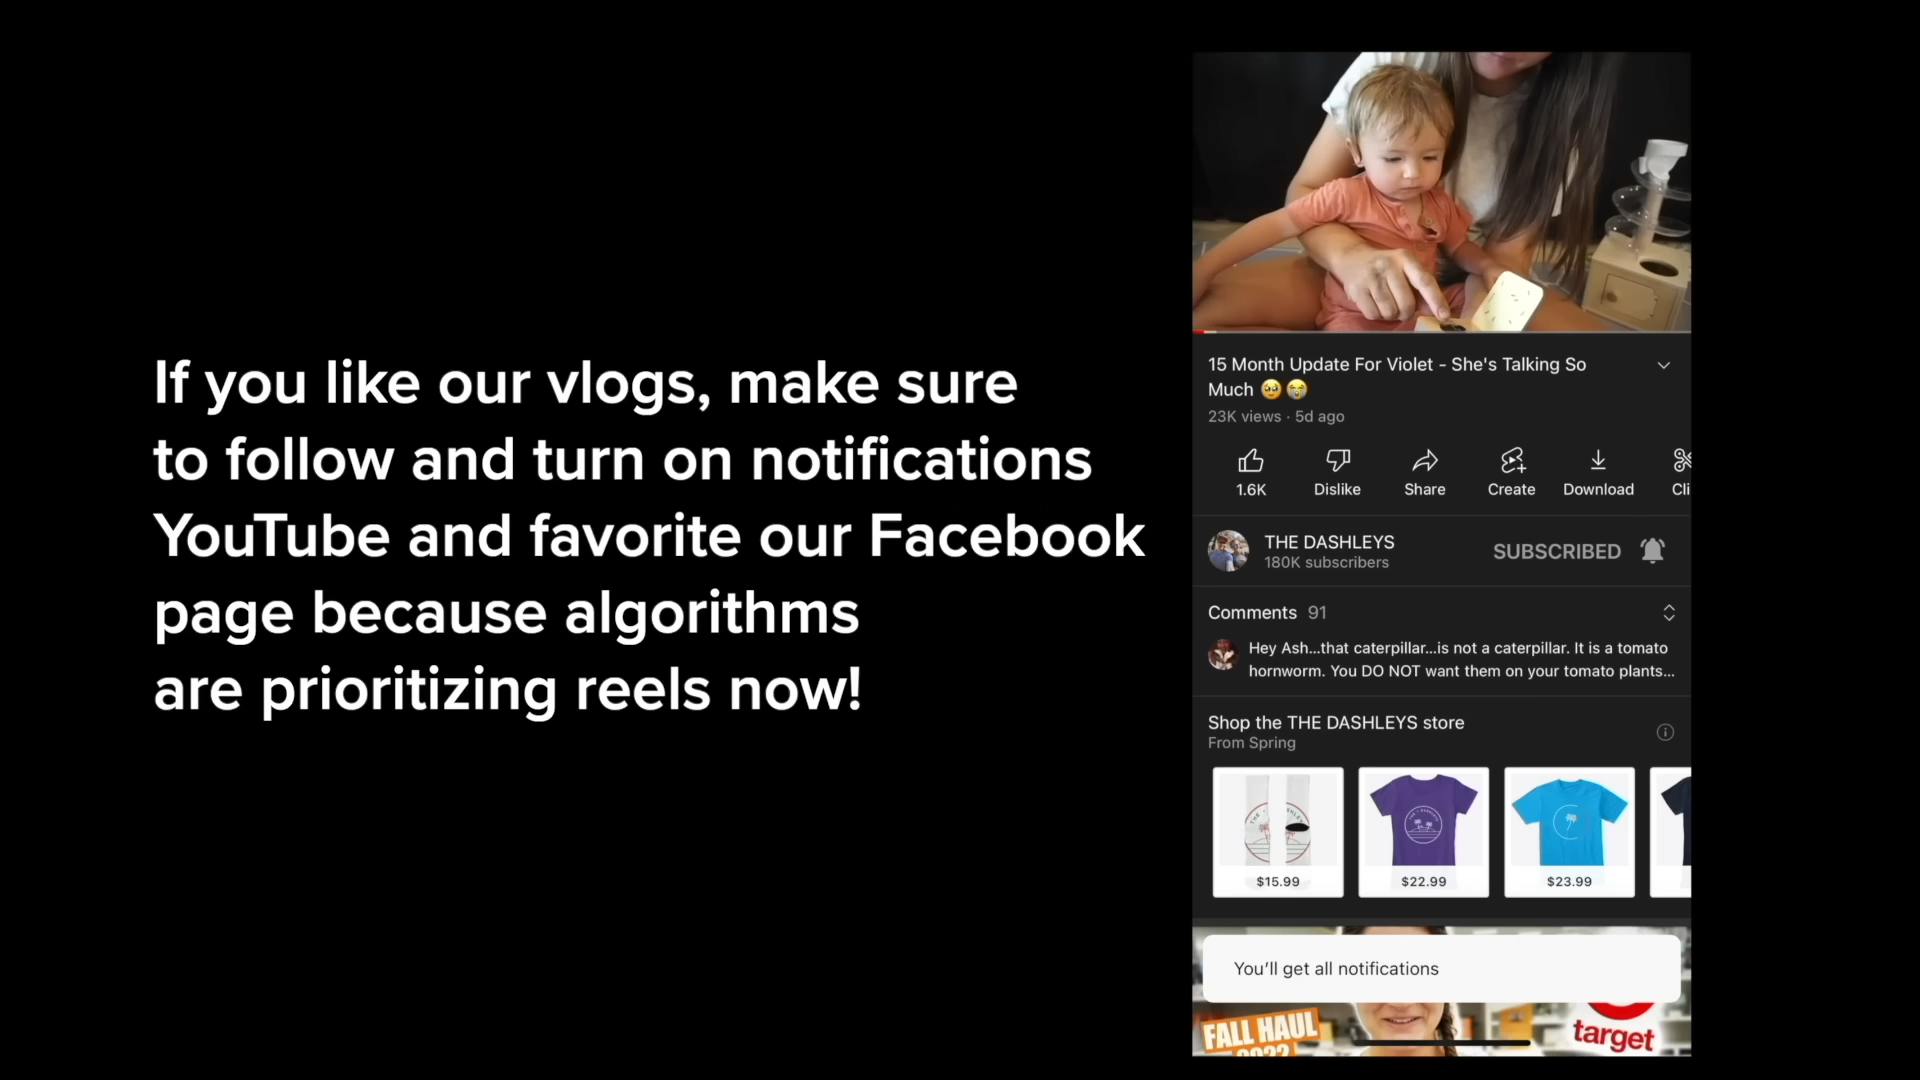 If you like our vlogs, make sure
to follow and turn on notifications
YouTube and favorite our Facebook
page because algorithms
are prioritizing reels now!
15 Month Update For Violet - She's Talking So
Much 🥹😭
23K views · 5d ago
1.6K Dislike Share Create Download Cli
THE DASHLEYS
180K subscribers
SUBSCRIBED
Comments 91
Hey Ash...that caterpillar...is not a caterpillar. It is a tomato
hornworm. You DO NOT want them on your tomato plants...
Shop the THE DASHLEYS store
From Spring
$15.99 $22.99 $23.99
You'll get all notifications
FALL HAUL
2022
target